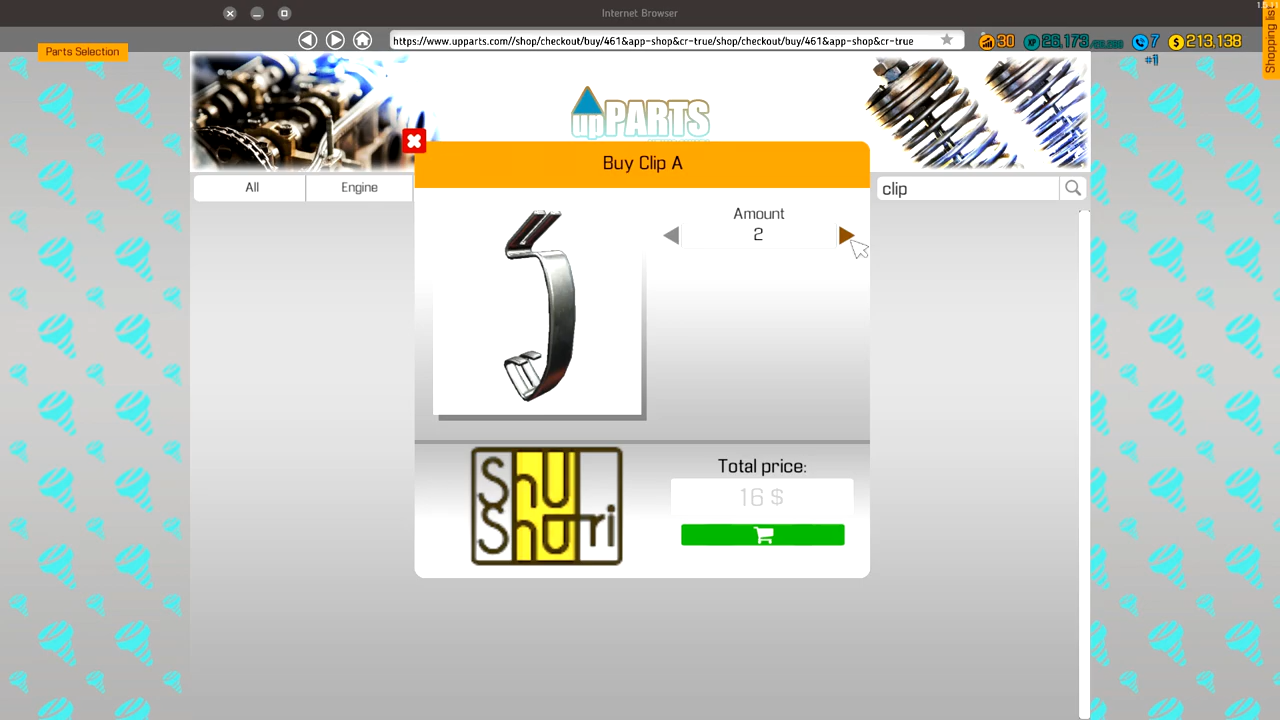 Internet Browser
Parts Selection
https://www.upparts.com//shop/checkout/buy/461&app-shop&cr-true/shop/checkout/buy/461&app-shop&cr-true
30
XP 26,173
7
$ 213,138
#1
Shopping list
upPARTS
Buy Clip A
All
Engine
clip
Amount
2
Shu
Shurri
Total price:
16 $